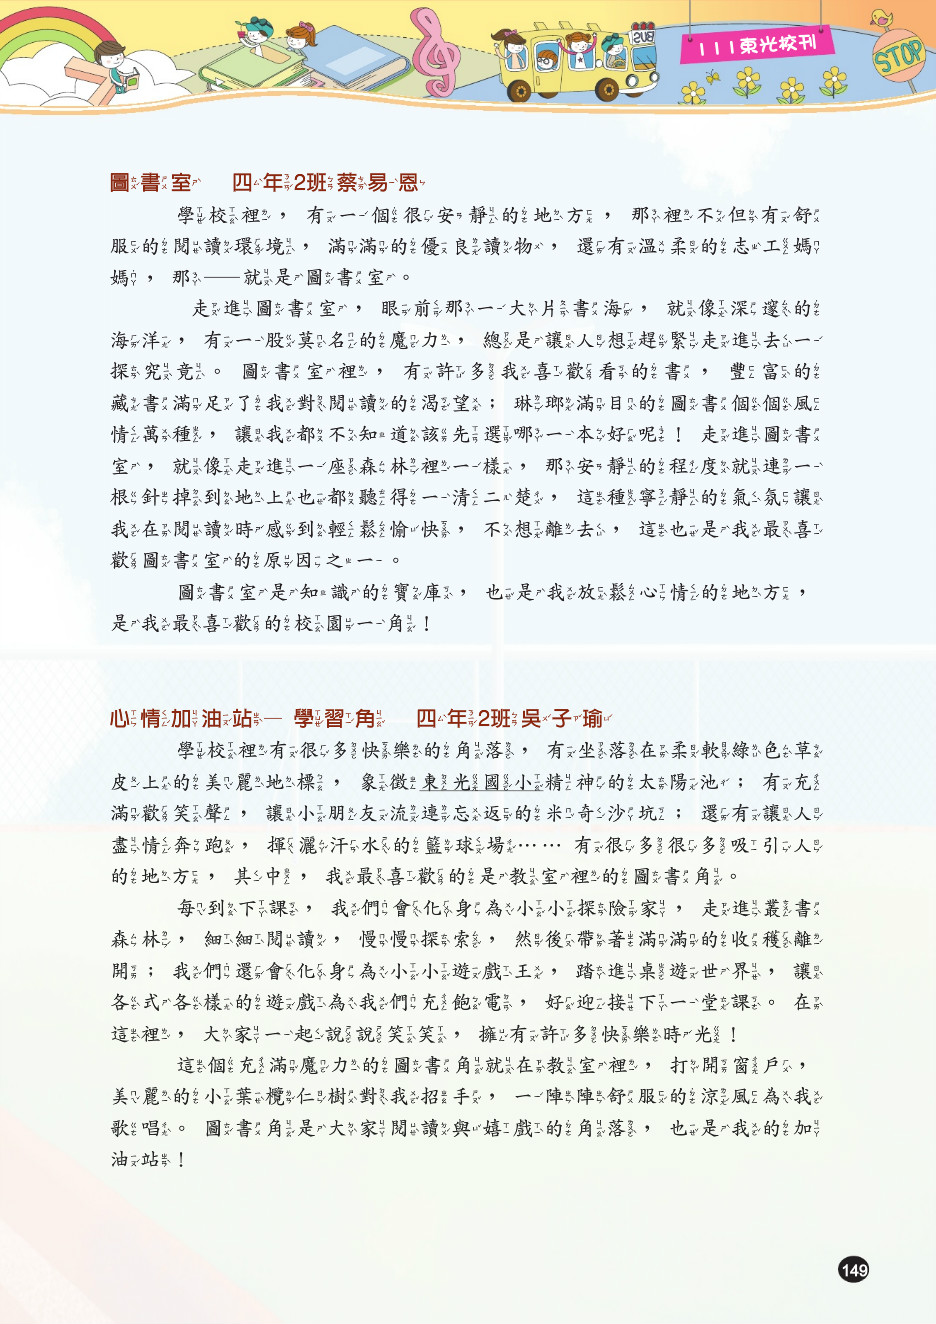 BUS
111東光校刊
STOP
圖書室　四年2班蔡易恩
學校裡，有一個很安靜的地方，那裡不但有舒
服的閱讀環境，滿滿的優良讀物，還有溫柔的志工媽
媽，那——就是圖書室。
走進圖書室，眼前那一大片書海，就像深邃的
海洋，有一股莫名的魔力，總是讓人想趕緊走進去一
探究竟。圖書室裡，有許多我喜歡看的書，豐富的
藏書滿足了我對閱讀的渴望；琳瑯滿目的圖書個個風
情萬種，讓我都不知道該先選哪一本好呢！走進圖書
室，就像走進一座森林裡一樣，那安靜的程度就連一
根針掉到地上也都聽得一清二楚，這種寧靜的氣氛讓
我在閱讀時感到輕鬆愉快，不想離去，這也是我最喜
歡圖書室的原因之一。
圖書室是知識的寶庫，也是我放鬆心情的地方，
是我最喜歡的校園一角！
心情加油站—學習角　四年2班吳子瑜
學校裡有很多快樂的角落，有坐落在柔軟綠色草
皮上的美麗地標，象徵東光國小精神的太陽池；有充
滿歡笑聲，讓小朋友流連忘返的米奇沙坑；還有讓人
盡情奔跑，揮灑汗水的籃球場……有很多很多吸引人
的地方，其中，我最喜歡的是教室裡的圖書角。
每到下課，我們會化身為小小探險家，走進叢書
森林，細細閱讀，慢慢探索，然後帶著滿滿的收穫離
開；我們還會化身為小小遊戲王，踏進桌遊世界，讓
各式各樣的遊戲為我們充飽電，好迎接下一堂課。在
這裡，大家一起說說笑笑，擁有許多快樂時光！
這個充滿魔力的圖書角就在教室裡，打開窗戶，
美麗的小葉欖仁樹對我招手，一陣陣舒服的涼風為我
歌唱。圖書角是大家閱讀與嬉戲的角落，也是我的加
油站！
149